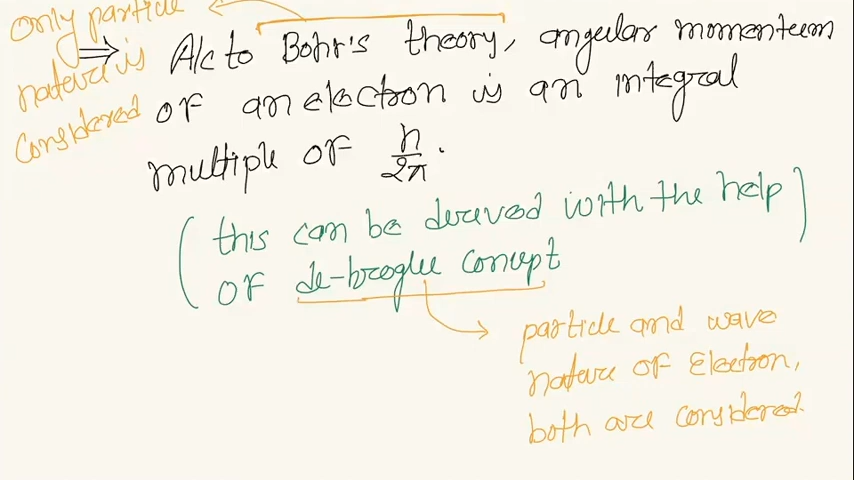 only particle
nature is
considered
⇒ A/c to Bohr's theory, angular momentum
of an electron is an integral
multiple of h/2π.
(this can be derived with the help
of de-broglie concept)
particle and wave
nature of Electron,
both are considered.